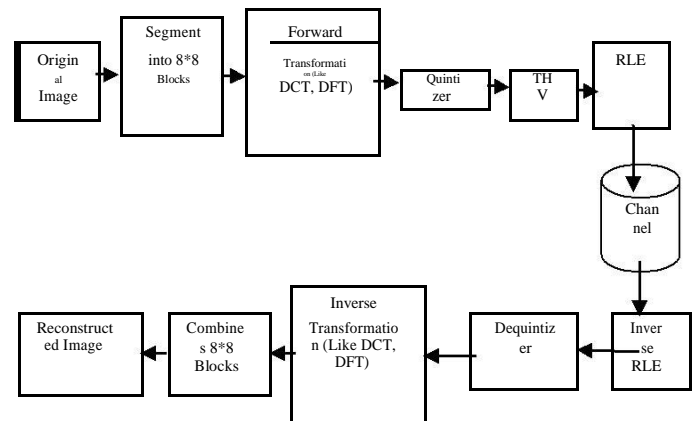 Origin
al
Image
Segment
into 8*8
Blocks
Forward
Transformati
on (Like
DCT, DFT)
Quinti
zer
TH
V
RLE
Chan
nel
Inver
se
RLE
Dequintiz
er
Inverse
Transformatio
n (Like DCT,
DFT)
Combine
s 8*8
Blocks
Reconstruct
ed Image